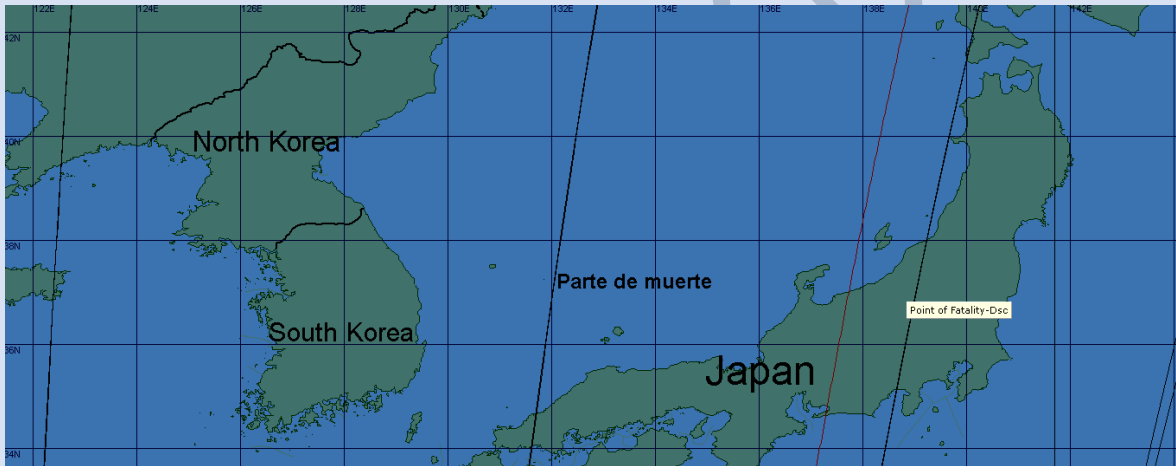 122E 124E 126E 128E 130E 132E 134E 136E 138E 140E 142E
42N
40N
North Korea
38N
Parte de muerte
Point of Fatality-Dsc
South Korea
36N
Japan
34N